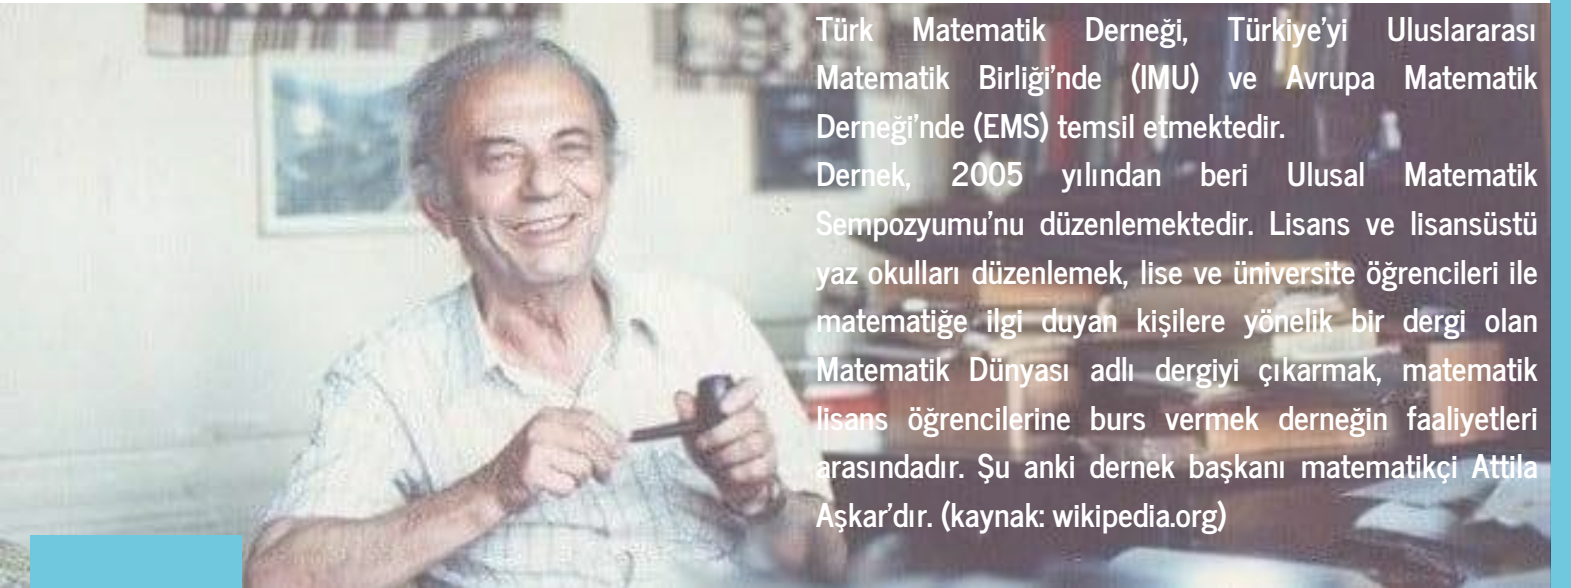 Türk Matematik Derneği, Türkiye’yi Uluslararası
Matematik Birliği’nde (IMU) ve Avrupa Matematik
Derneği’nde (EMS) temsil etmektedir.
Dernek, 2005 yılından beri Ulusal Matematik
Sempozyumu’nu düzenlemektedir. Lisans ve lisansüstü
yaz okulları düzenlemek, lise ve üniversite öğrencileri ile
matematiğe ilgi duyan kişilere yönelik bir dergi olan
Matematik Dünyası adlı dergiyi çıkarmak, matematik
lisans öğrencilerine burs vermek derneğin faaliyetleri
arasındadır. Şu anki dernek başkanı matematikçi Attila
Aşkar’dır. (kaynak: wikipedia.org)